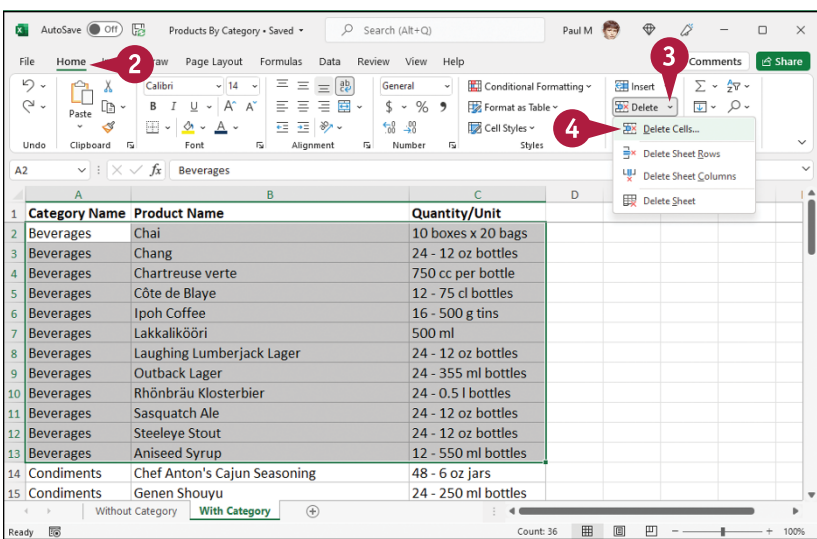 AutoSave Off Products By Category • Saved Search (Alt+Q) Paul M
File Home Page Layout Formulas Data Review View Help Comments Share
2
3
Calibri 14 ab General Conditional Formatting Insert
Paste B I U A A $ % Format as Table Delete
A Cell Styles
4
Delete Cells...
Undo Clipboard Font Alignment Number Styles
Delete Sheet Rows
A2 fx Beverages
Delete Sheet Columns
Delete Sheet
A B C D
1 Category Name Product Name Quantity/Unit
2 Beverages Chai 10 boxes x 20 bags
3 Beverages Chang 24 - 12 oz bottles
4 Beverages Chartreuse verte 750 cc per bottle
5 Beverages Côte de Blaye 12 - 75 cl bottles
6 Beverages Ipoh Coffee 16 - 500 g tins
7 Beverages Lakkalikööri 500 ml
8 Beverages Laughing Lumberjack Lager 24 - 12 oz bottles
9 Beverages Outback Lager 24 - 355 ml bottles
10 Beverages Rhönbräu Klosterbier 24 - 0.5 l bottles
11 Beverages Sasquatch Ale 24 - 12 oz bottles
12 Beverages Steeleye Stout 24 - 12 oz bottles
13 Beverages Aniseed Syrup 12 - 550 ml bottles
14 Condiments Chef Anton's Cajun Seasoning 48 - 6 oz jars
15 Condiments Genen Shouyu 24 - 250 ml bottles
Without Category With Category
Ready Count: 36 100%